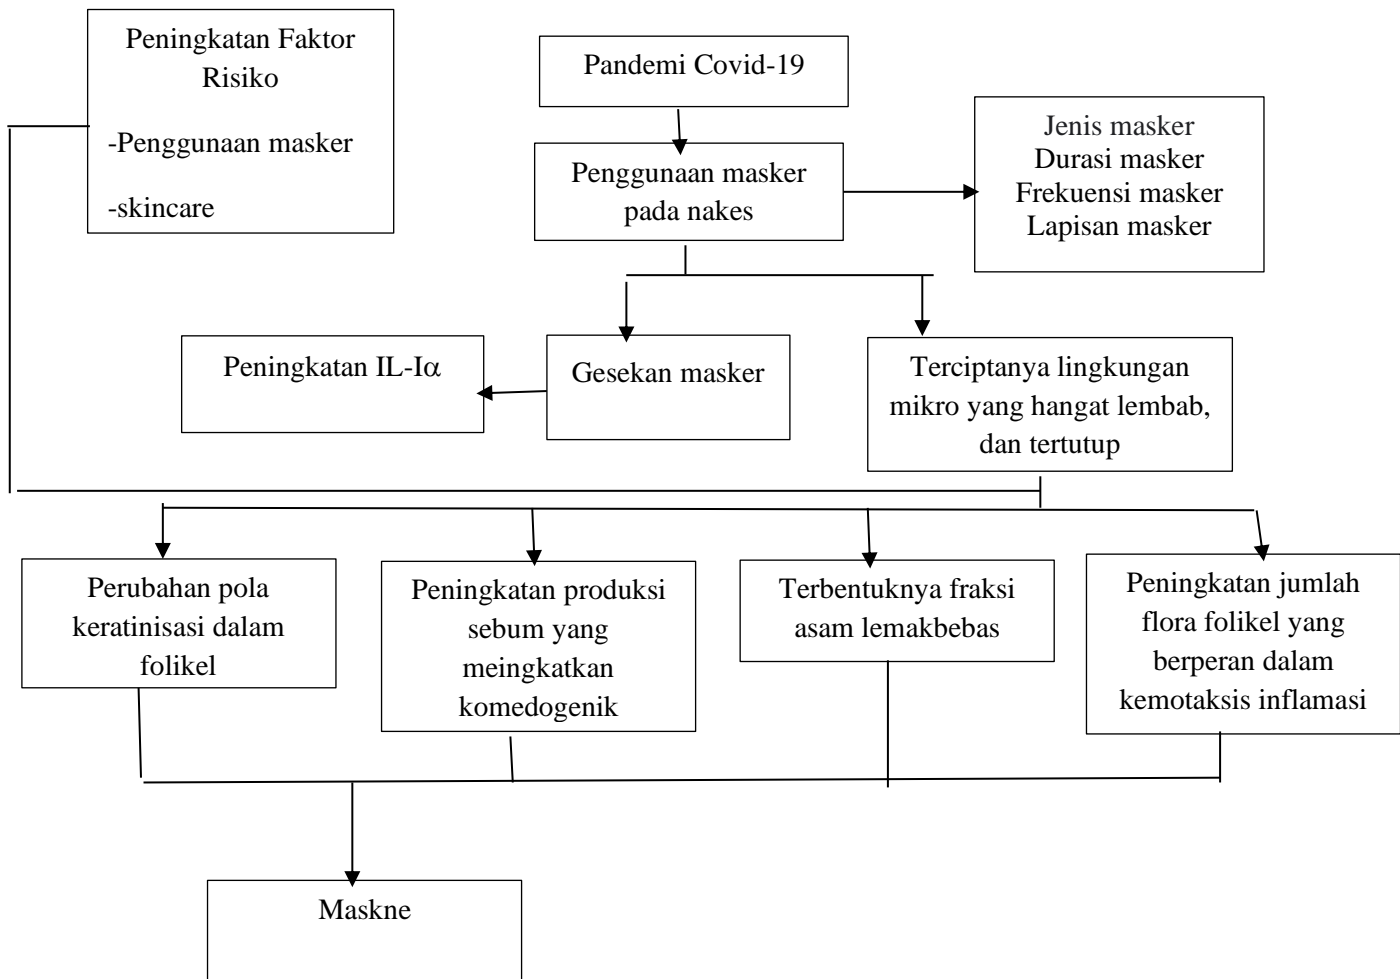 Peningkatan Faktor
Risiko
-Penggunaan masker
-skincare
Pandemi Covid-19
Jenis masker
Durasi masker
Frekuensi masker
Lapisan masker
Penggunaan masker
pada nakes
Peningkatan IL-Iα
Gesekan masker
Terciptanya lingkungan
mikro yang hangat lembab,
dan tertutup
Perubahan pola
keratinisasi dalam
folikel
Peningkatan produksi
sebum yang
meingkatkan
komedogenik
Terbentuknya fraksi
asam lemakbebas
Peningkatan jumlah
flora folikel yang
berperan dalam
kemotaksis inflamasi
Maskne